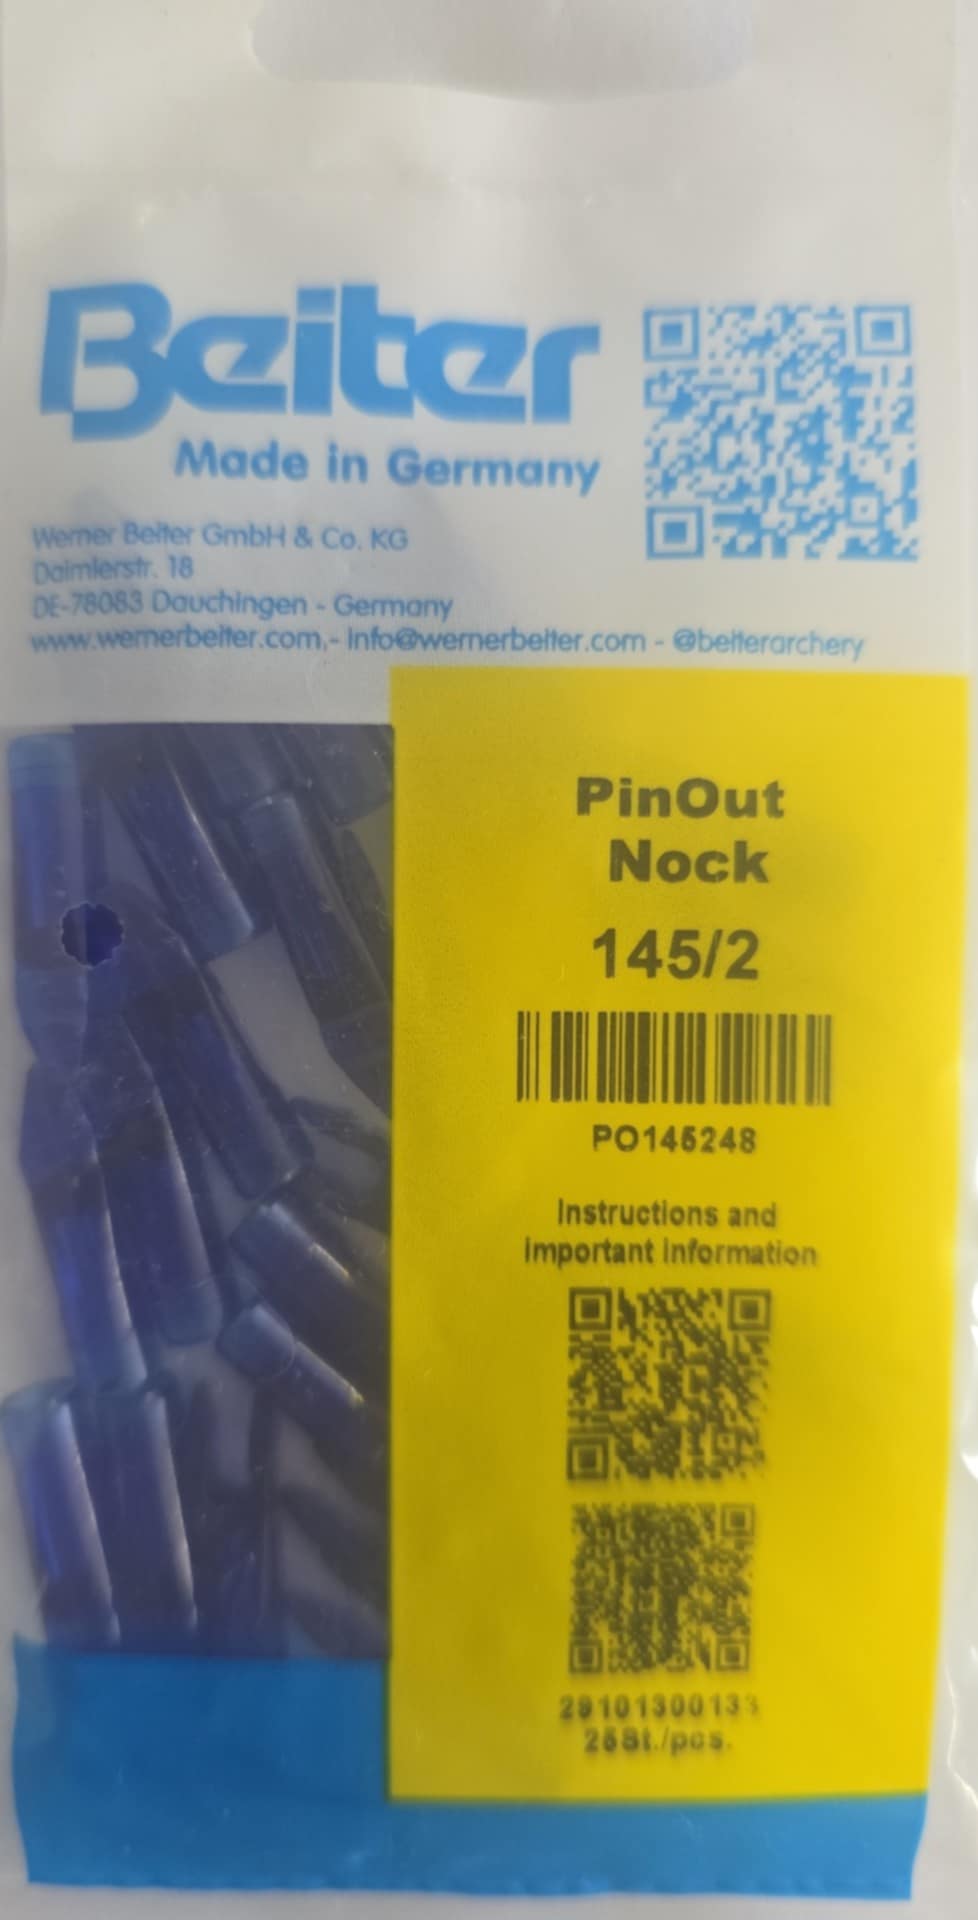 Beiter
Made in Germany
Werner Beiter GmbH & Co. KG
Daimlerstr. 18
DE-78083 Dauchingen - Germany
www.wernerbeiter.com - info@wernerbeiter.com - @beiterarchery
PinOut
Nock
145/2
PO145248
Instructions and
important information
25St./pcs.